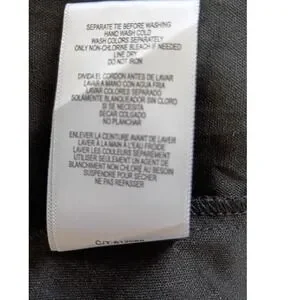 SEPARATE TIE BEFORE WASHING
HAND WASH COLD
WASH COLORS SEPARATELY
ONLY NON-CHLORINE BLEACH IF NEEDED
LINE DRY
DO NOT IRON
DIVIDA EL CORDON ANTES DE LAVAR
LAVAR A MANO CON AGUA FRIA
LAVAR COLORES SEPARADO
SOLAMENTE BLANQUEADOR SIN CLORO
SI SE NECESITA
SECAR COLGADO
NO PLANCHAR
ENLEVER LA CEINTURE AVANT DE LAVER
LAVER À LA MAIN A L'EAU FROIDE
LAVER LES COULEURS SÉPARÉMENT
UTILISER SEULEMENT UN AGENT DE
BLANCHIMENT NON CHLORÉ AU BESOIN
SUSPENDRE POUR SÉCHER
NE PAS REPASSER